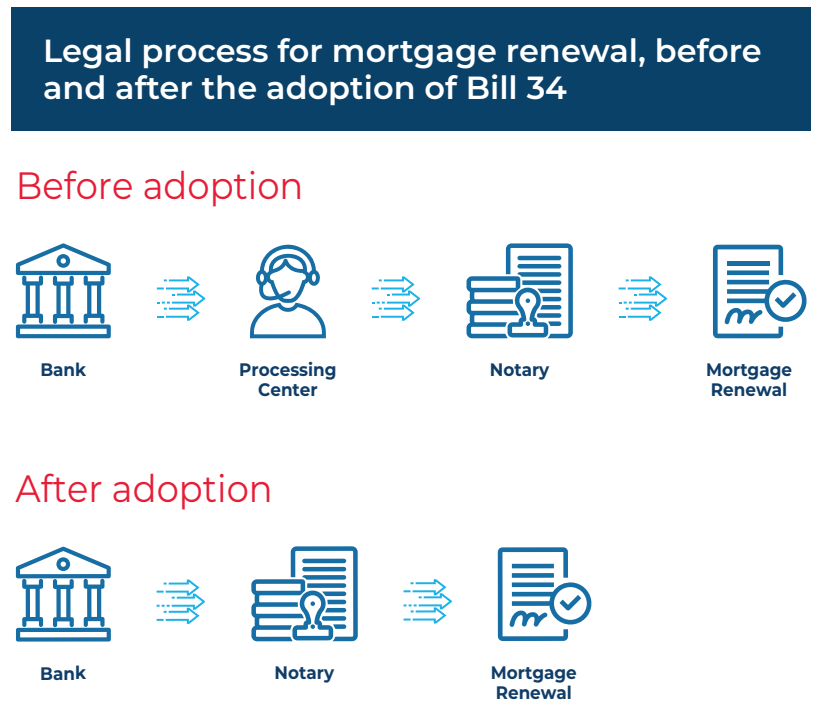 Legal process for mortgage renewal, before
and after the adoption of Bill 34
Before adoption
Bank
Processing
Center
Notary
Mortgage
Renewal
After adoption
Bank
Notary
Mortgage
Renewal